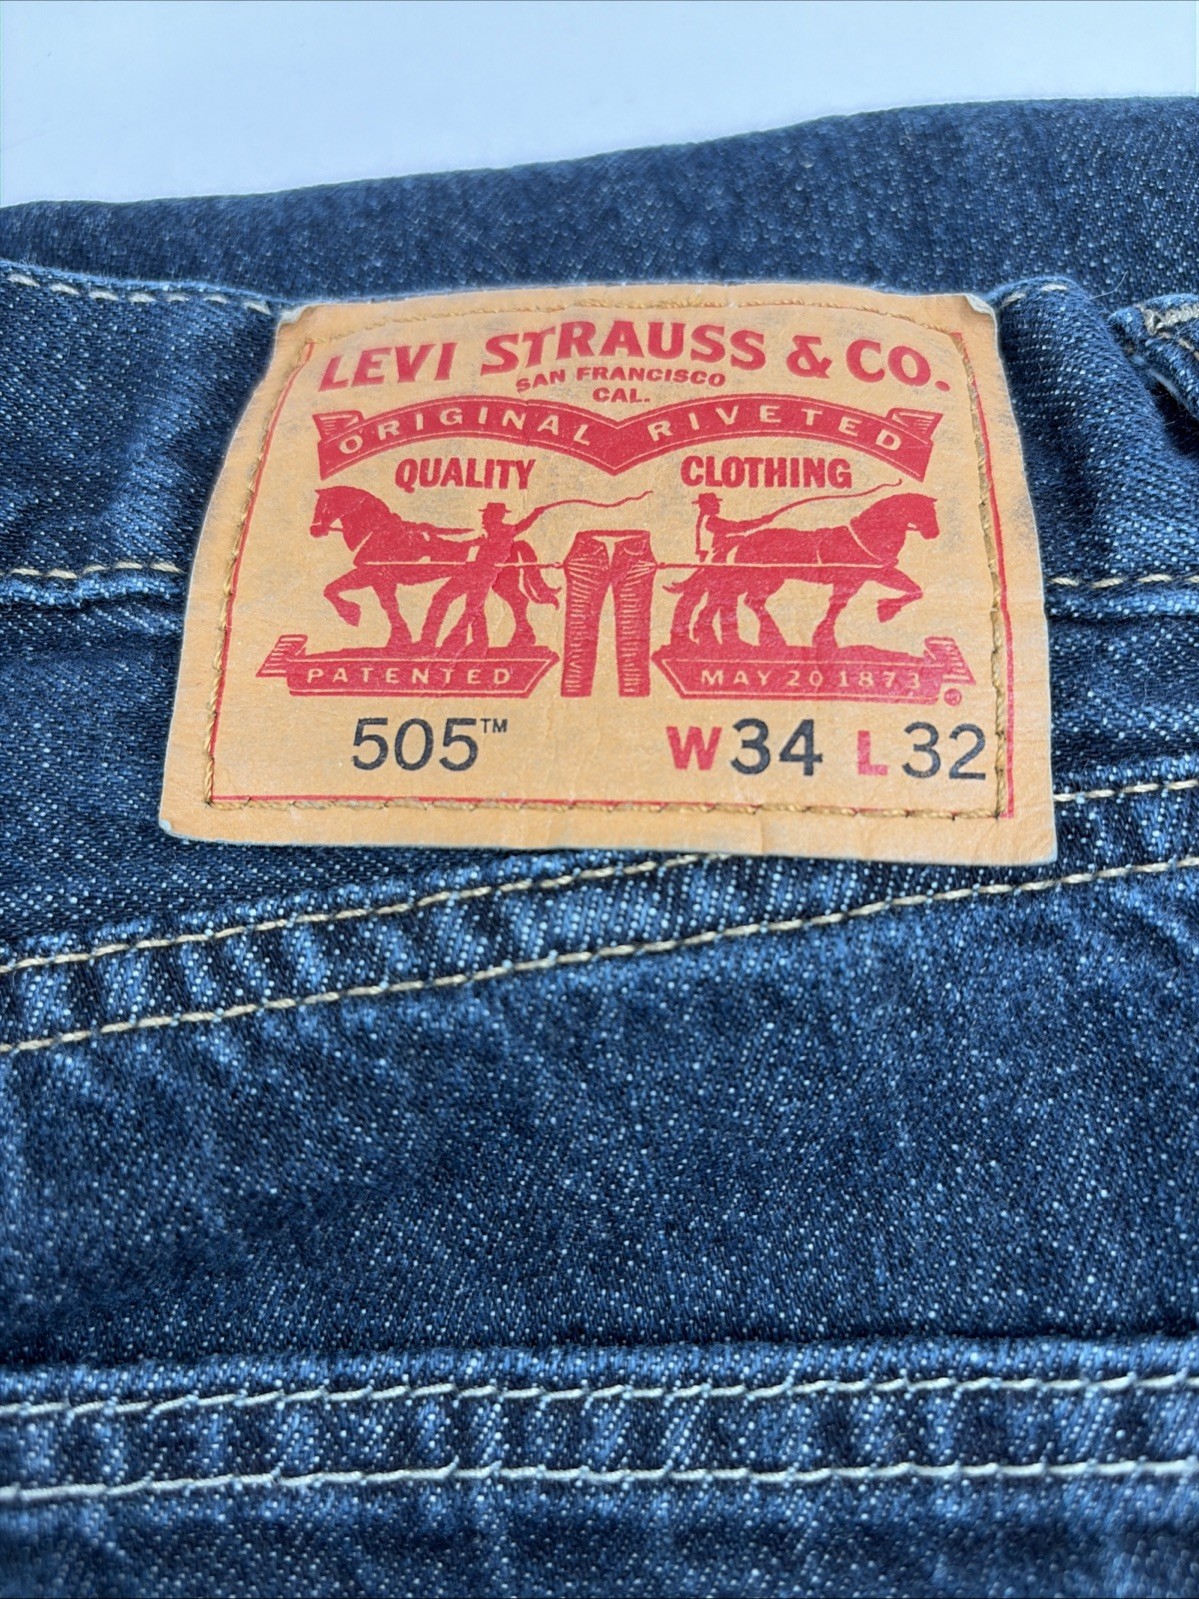 LEVI STRAUSS & CO.
SAN FRANCISCO
CAL.
ORIGINAL RIVETED
QUALITY CLOTHING
PATENTED MAY 20 1873
505™ W34 L32